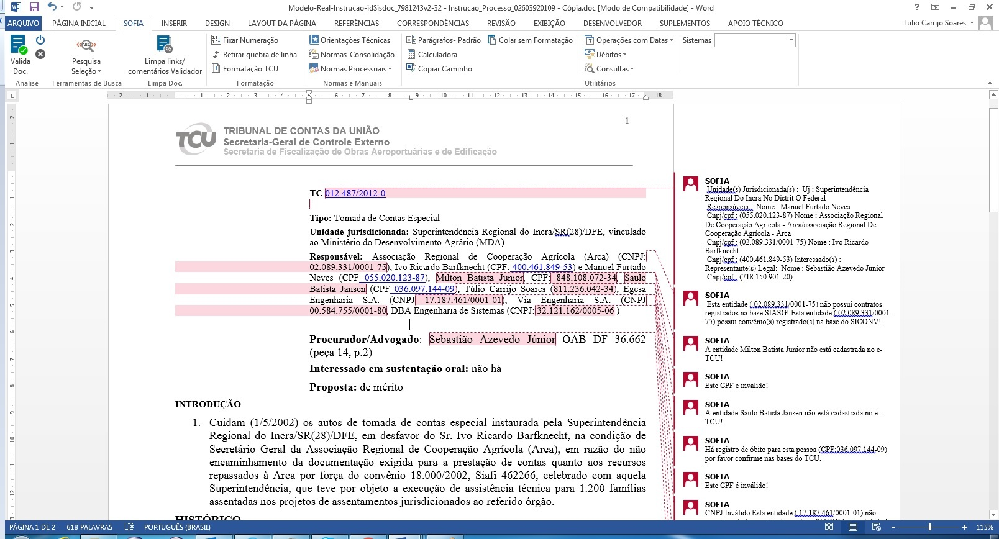 Modelo-Real-Instrucao-idSisdoc_7981243v2-32 - Instrucao_Processo_02603920109 - Cópia.doc [Modo de Compatibilidade] - Word
ARQUIVO PÁGINA INICIAL SOFIA INSERIR DESIGN LAYOUT DA PÁGINA REFERÊNCIAS CORRESPONDÊNCIAS REVISÃO EXIBIÇÃO DESENVOLVEDOR SUPLEMENTOS APOIO TÉCNICO Tulio Carrijo Soares
Valida Doc.
Analise
Pesquisa Seleção
Ferramentas de Busca
Limpa links/
comentários Validador
Limpa Doc.
Fixar Numeração
Retirar quebra de linha
Formatação TCU
Formatação
Orientações Técnicas
Normas-Consolidação
Normas Processuais
Normas e Manuais
Parágrafos- Padrão
Calculadora
Copiar Caminho
Colar sem Formatação
Operações com Datas
Débitos
Consultas
Utilitários
Sistemas
2 1 1 2 3 4 5 6 7 8 9 10 11 12 13 14 15 16 17 18
1
TCU
TRIBUNAL DE CONTAS DA UNIÃO
Secretaria-Geral de Controle Externo
Secretaria de Fiscalização de Obras Aeroportuárias e de Edificação
TC 012.487/2012-0
Tipo: Tomada de Contas Especial
Unidade jurisdicionada: Superintendência Regional do Incra/SR(28)/DFE, vinculado
ao Ministério do Desenvolvimento Agrário (MDA)
Responsável: Associação Regional de Cooperação Agrícola (Arca) (CNPJ:
02.089.331/0001-75), Ivo Ricardo Barfknecht (CPF: 400.461.849-53) e Manuel Furtado
Neves (CPF 055.020.123-87), Milton Batista Junior, CPF: 848.108.072-34, Saulo
Batista Jansen (CPF 036.097.144-09), Túlio Carrijo Soares (811.236.042-34), Egesa
Engenharia S.A. (CNPJ 17.187.461/0001-01), Via Engenharia S.A. (CNPJ
00.584.755/0001-80, DBA Engenharia de Sistemas (CNPJ: 32.121.162/0005-06 )
Procurador/Advogado: Sebastião Azevedo Júnior OAB DF 36.662
(peça 14, p.2)
Interessado em sustentação oral: não há
Proposta: de mérito
INTRODUÇÃO
1. Cuidam (1/5/2002) os autos de tomada de contas especial instaurada pela Superintendência
Regional do Incra/SR(28)/DFE, em desfavor do Sr. Ivo Ricardo Barfknecht, na condição de
Secretário Geral da Associação Regional de Cooperação Agrícola (Arca), em razão do não
encaminhamento da documentação exigida para a prestação de contas quanto aos recursos
repassados à Arca por força do convênio 18.000/2002, Siafi 462266, celebrado com aquela
Superintendência, que teve por objeto a execução de assistência técnica para 1.200 famílias
assentadas nos projetos de assentamentos jurisdicionados ao referido órgão.
HISTÓRICO
SOFIA
Unidade(s) Jurisdicionada(s) : Uj : Superintendência
Regional Do Incra No Distrit O Federal
Responsáveis : Nome : Manuel Furtado Neves
Cnpj/cpf : (055.020.123-87) Nome : Associação Regional
De Cooperação Agrícola - Arca/associação Regional De
Cooperação Agrícola - Arca
Cnpj/cpf : (02.089.331/0001-75) Nome : Ivo Ricardo
Barfknecht
Cnpj/cpf : (400.461.849-53) Interessado(s) :
Representante(s) Legal: Nome : Sebastião Azevedo Junior
Cnpj/cpf : (718.150.901-20)
SOFIA
Esta entidade ( 02.089.331/0001-75) não possui contratos
registrados na base SIASG! Esta entidade ( 02.089.331/0001-
75) possui convênio(s) registrado(s) na base do SICONV!
SOFIA
A entidade Milton Batista Junior não está cadastrada no e-
TCU!
SOFIA
Este CPF é inválido!
SOFIA
A entidade Saulo Batista Jansen não está cadastrada no e-
TCU!
SOFIA
Há registro de óbito para esta pessoa (CPF:036.097.144-09)
por favor confirme nas bases do TCU.
SOFIA
Este CPF é inválido!
SOFIA
CNPJ Inválido Esta entidade ( 17.187.461/0001-01) não
PÁGINA 1 DE 2 618 PALAVRAS PORTUGUÊS (BRASIL) 115%